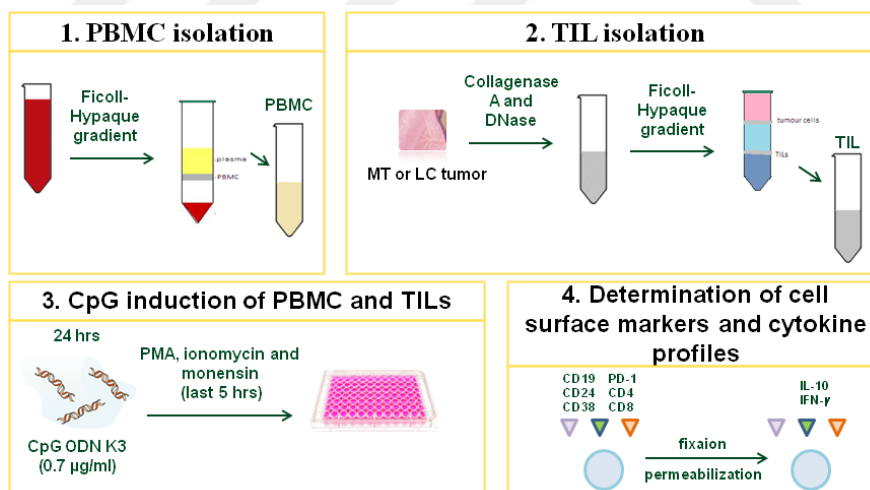 1. PBMC isolation
Ficoll-
Hypaque
gradient
plasma
PBMC
PBMC
2. TIL isolation
MT or LC tumor
Collagenase
A and
DNase
Ficoll-
Hypaque
gradient
tumour cells
TILs
TIL
3. CpG induction of PBMC and TILs
24 hrs
CpG ODN K3
(0.7 µg/ml)
PMA, ionomycin and
monensin
(last 5 hrs)
4. Determination of cell
surface markers and cytokine
profiles
CD19 PD-1
CD24 CD4
CD38 CD8
fixaion
permeabilization
IL-10
IFN-γ